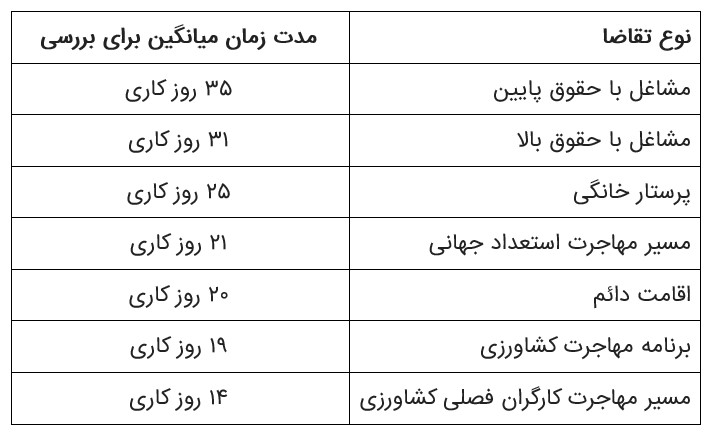 نوع تقاضا	مدت زمان میانگین برای بررسی
مشاغل با حقوق پایین	۳۵ روز کاری
مشاغل با حقوق بالا	۳۱ روز کاری
پرستار خانگی	۲۵ روز کاری
مسیر مهاجرت استعداد جهانی	۲۱ روز کاری
اقامت دائم	۲۰ روز کاری
برنامه مهاجرت کشاورزی	۱۹ روز کاری
مسیر مهاجرت کارگران فصلی کشاورزی	۱۴ روز کاری